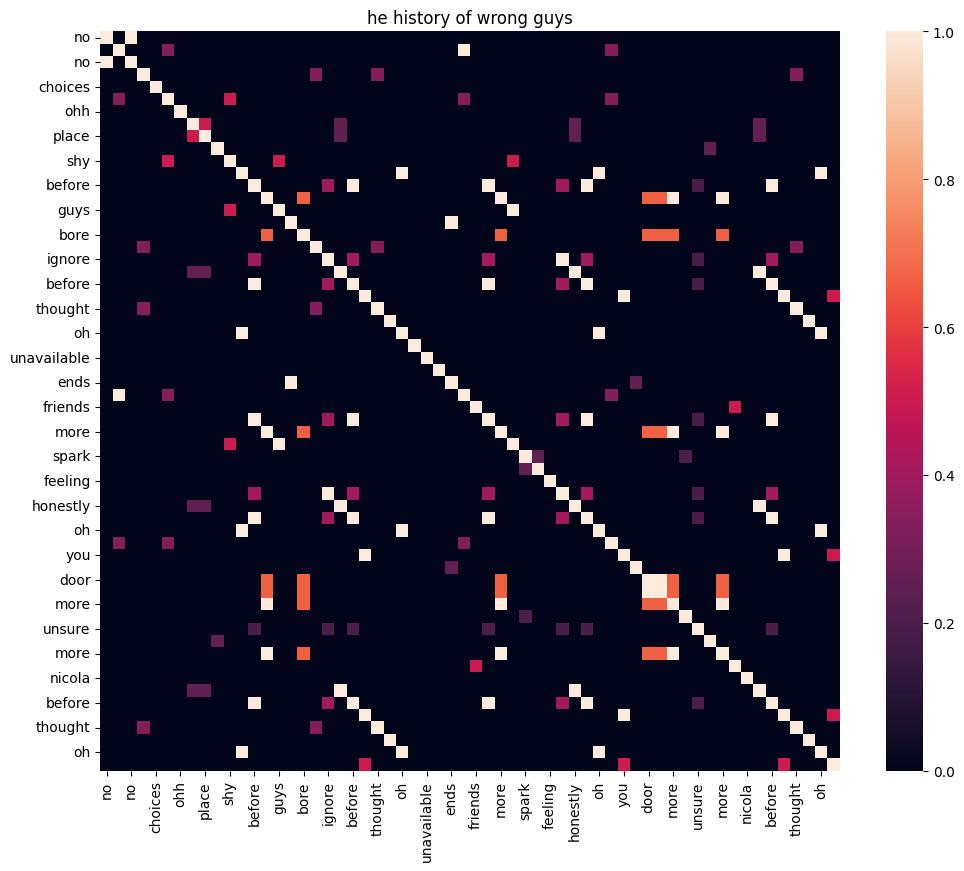 he history of wrong guys
no
no
choices
ohh
place
shy
before
guys
bore
ignore
before
thought
oh
unavailable
ends
friends
more
spark
feeling
honestly
oh
you
door
more
unsure
more
nicola
before
thought
oh
1.0
0.8
0.6
0.4
0.2
0.0
no
no
choices
ohh
place
shy
before
guys
bore
ignore
before
thought
oh
unavailable
ends
friends
more
spark
feeling
honestly
oh
you
door
more
unsure
more
nicola
before
thought
oh